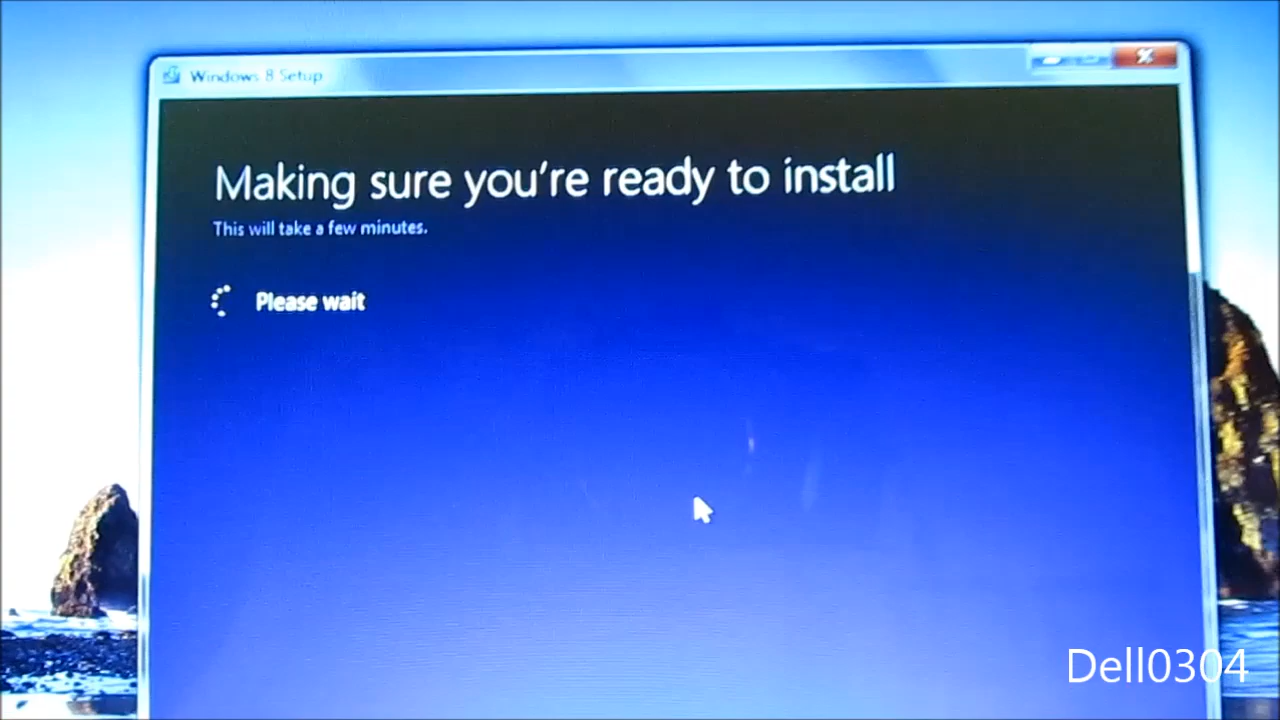 Windows 8 Setup
Making sure you're ready to install
This will take a few minutes.
Please wait
Dell0304